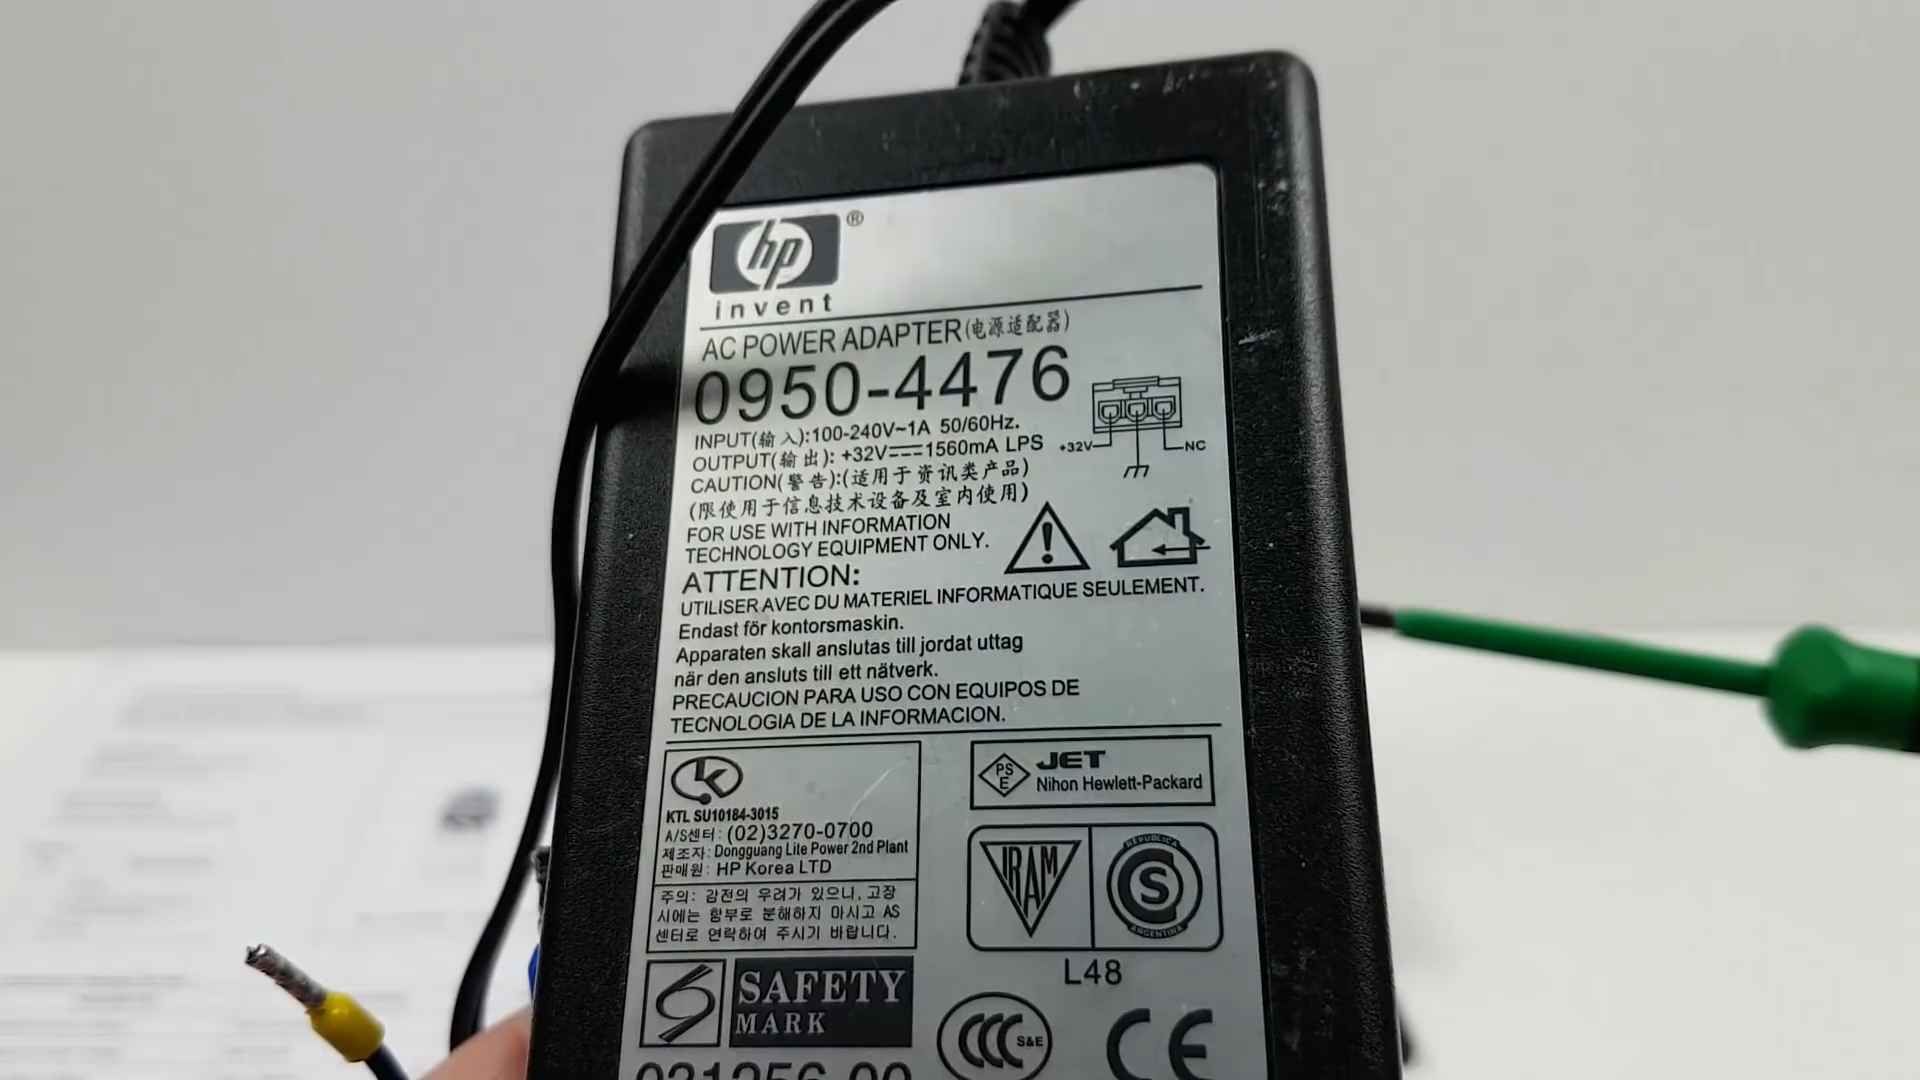 hp ®
invent
AC POWER ADAPTER(电源适配器)
0950-4476
INPUT(输入):100-240V~1A 50/60Hz.
OUTPUT(输出): +32V⎓1560mA LPS
+32V
NC
CAUTION(警告):(适用于资讯类产品)
(限使用于信息技术设备及室内使用)
FOR USE WITH INFORMATION
TECHNOLOGY EQUIPMENT ONLY.
ATTENTION:
UTILISER AVEC DU MATERIEL INFORMATIQUE SEULEMENT.
Endast för kontorsmaskin.
Apparaten skall anslutas till jordat uttag
när den ansluts till ett nätverk.
PRECAUCION PARA USO CON EQUIPOS DE
TECNOLOGIA DE LA INFORMACION.
KTL SU10184-3015
A/S센터: (02)3270-0700
제조자: Dongguang Lite Power 2nd Plant
판매원: HP Korea LTD
주의: 감전의 우려가 있으니, 고장
시에는 함부로 분해하지 마시고 AS
센터로 연락하여 주시기 바랍니다.
PS
E
JET
Nihon Hewlett-Packard
IRAM
REPUBLICA
S
ARGENTINA
L48
SAFETY
MARK
CCC S&E
CE